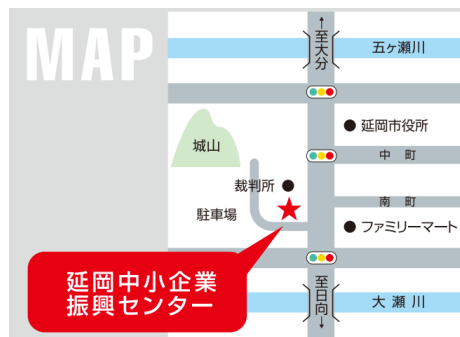 MAP
↑至大分
五ヶ瀬川
延岡市役所
城山
中町
裁判所
南町
駐車場
ファミリーマート
延岡中小企業
振興センター
至日向↓
大瀬川